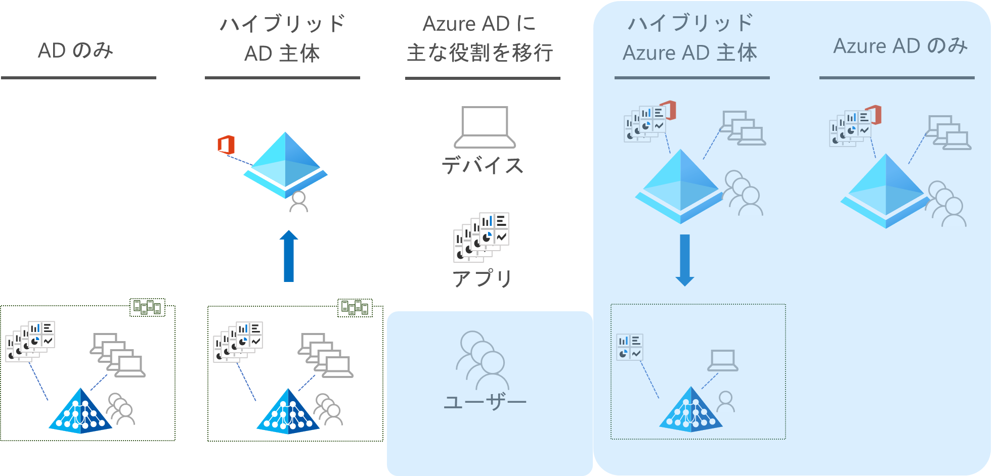 AD のみ
ハイブリッド
AD 主体
Azure AD に
主な役割を移行
ハイブリッド
Azure AD 主体
Azure AD のみ
デバイス
アプリ
ユーザー